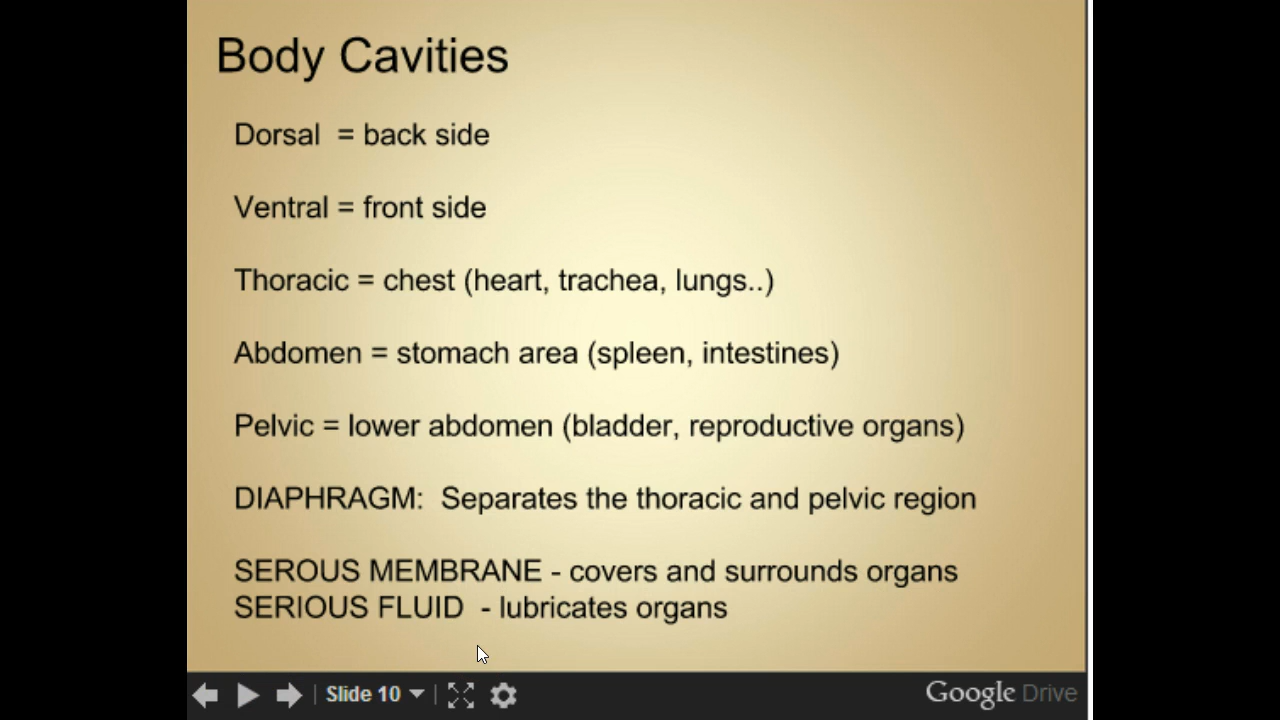 Body Cavities
Dorsal  = back side
Ventral = front side
Thoracic = chest (heart, trachea, lungs..)
Abdomen = stomach area (spleen, intestines)
Pelvic = lower abdomen (bladder, reproductive organs)
DIAPHRAGM:  Separates the thoracic and pelvic region
SEROUS MEMBRANE - covers and surrounds organs
SERIOUS FLUID  - lubricates organs
Slide 10
Google Drive